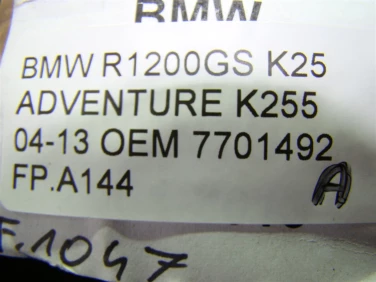 BMW
BMW R1200GS K25
ADVENTURE K255
04-13 OEM 7701492
FP.A144
A
F.1047